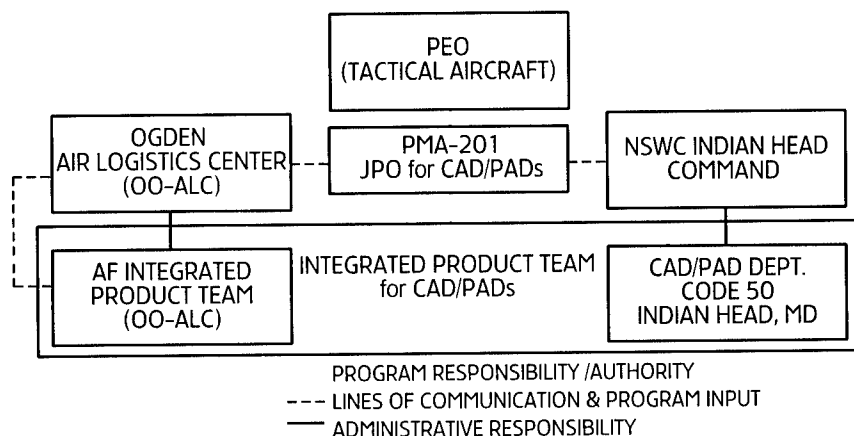 PEO
(TACTICAL AIRCRAFT)
OGDEN
AIR LOGISTICS CENTER
(OO-ALC)
PMA-201
JPO for CAD/PADs
NSWC INDIAN HEAD
COMMAND
AF INTEGRATED
PRODUCT TEAM
(OO-ALC)
INTEGRATED PRODUCT TEAM
for CAD/PADs
CAD/PAD DEPT.
CODE 50
INDIAN HEAD, MD
PROGRAM RESPONSIBILITY /AUTHORITY
LINES OF COMMUNICATION & PROGRAM INPUT
ADMINISTRATIVE RESPONSIBILITY